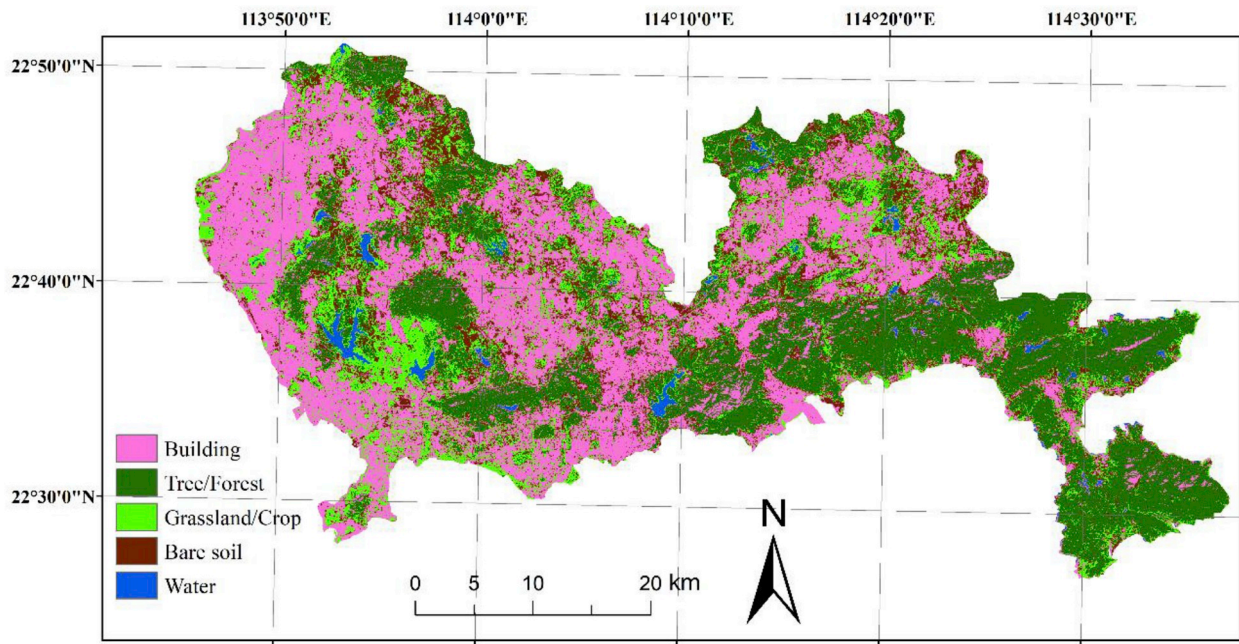 113°50'0"E 114°0'0"E 114°10'0"E 114°20'0"E 114°30'0"E
22°50'0"N
22°40'0"N
22°30'0"N
Building
Tree/Forest
Grassland/Crop
Bare soil
Water
0 5 10 20 km
N